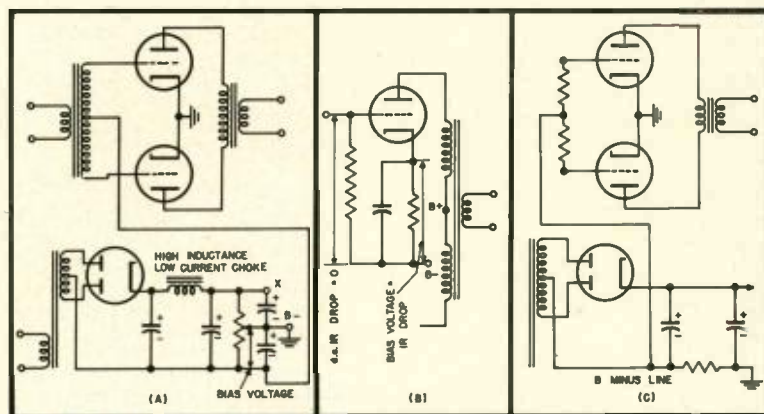 HIGH INDUCTANCE
LOW CURRENT CHOKE
X
+
-
+
-
+
-
B-
+
-
BIAS VOLTAGE
(A)
B+
B-
d.c. IR DROP = O
BIAS VOLTAGE =
IR DROP
(B)
+
-
+
-
B MINUS LINE
(C)